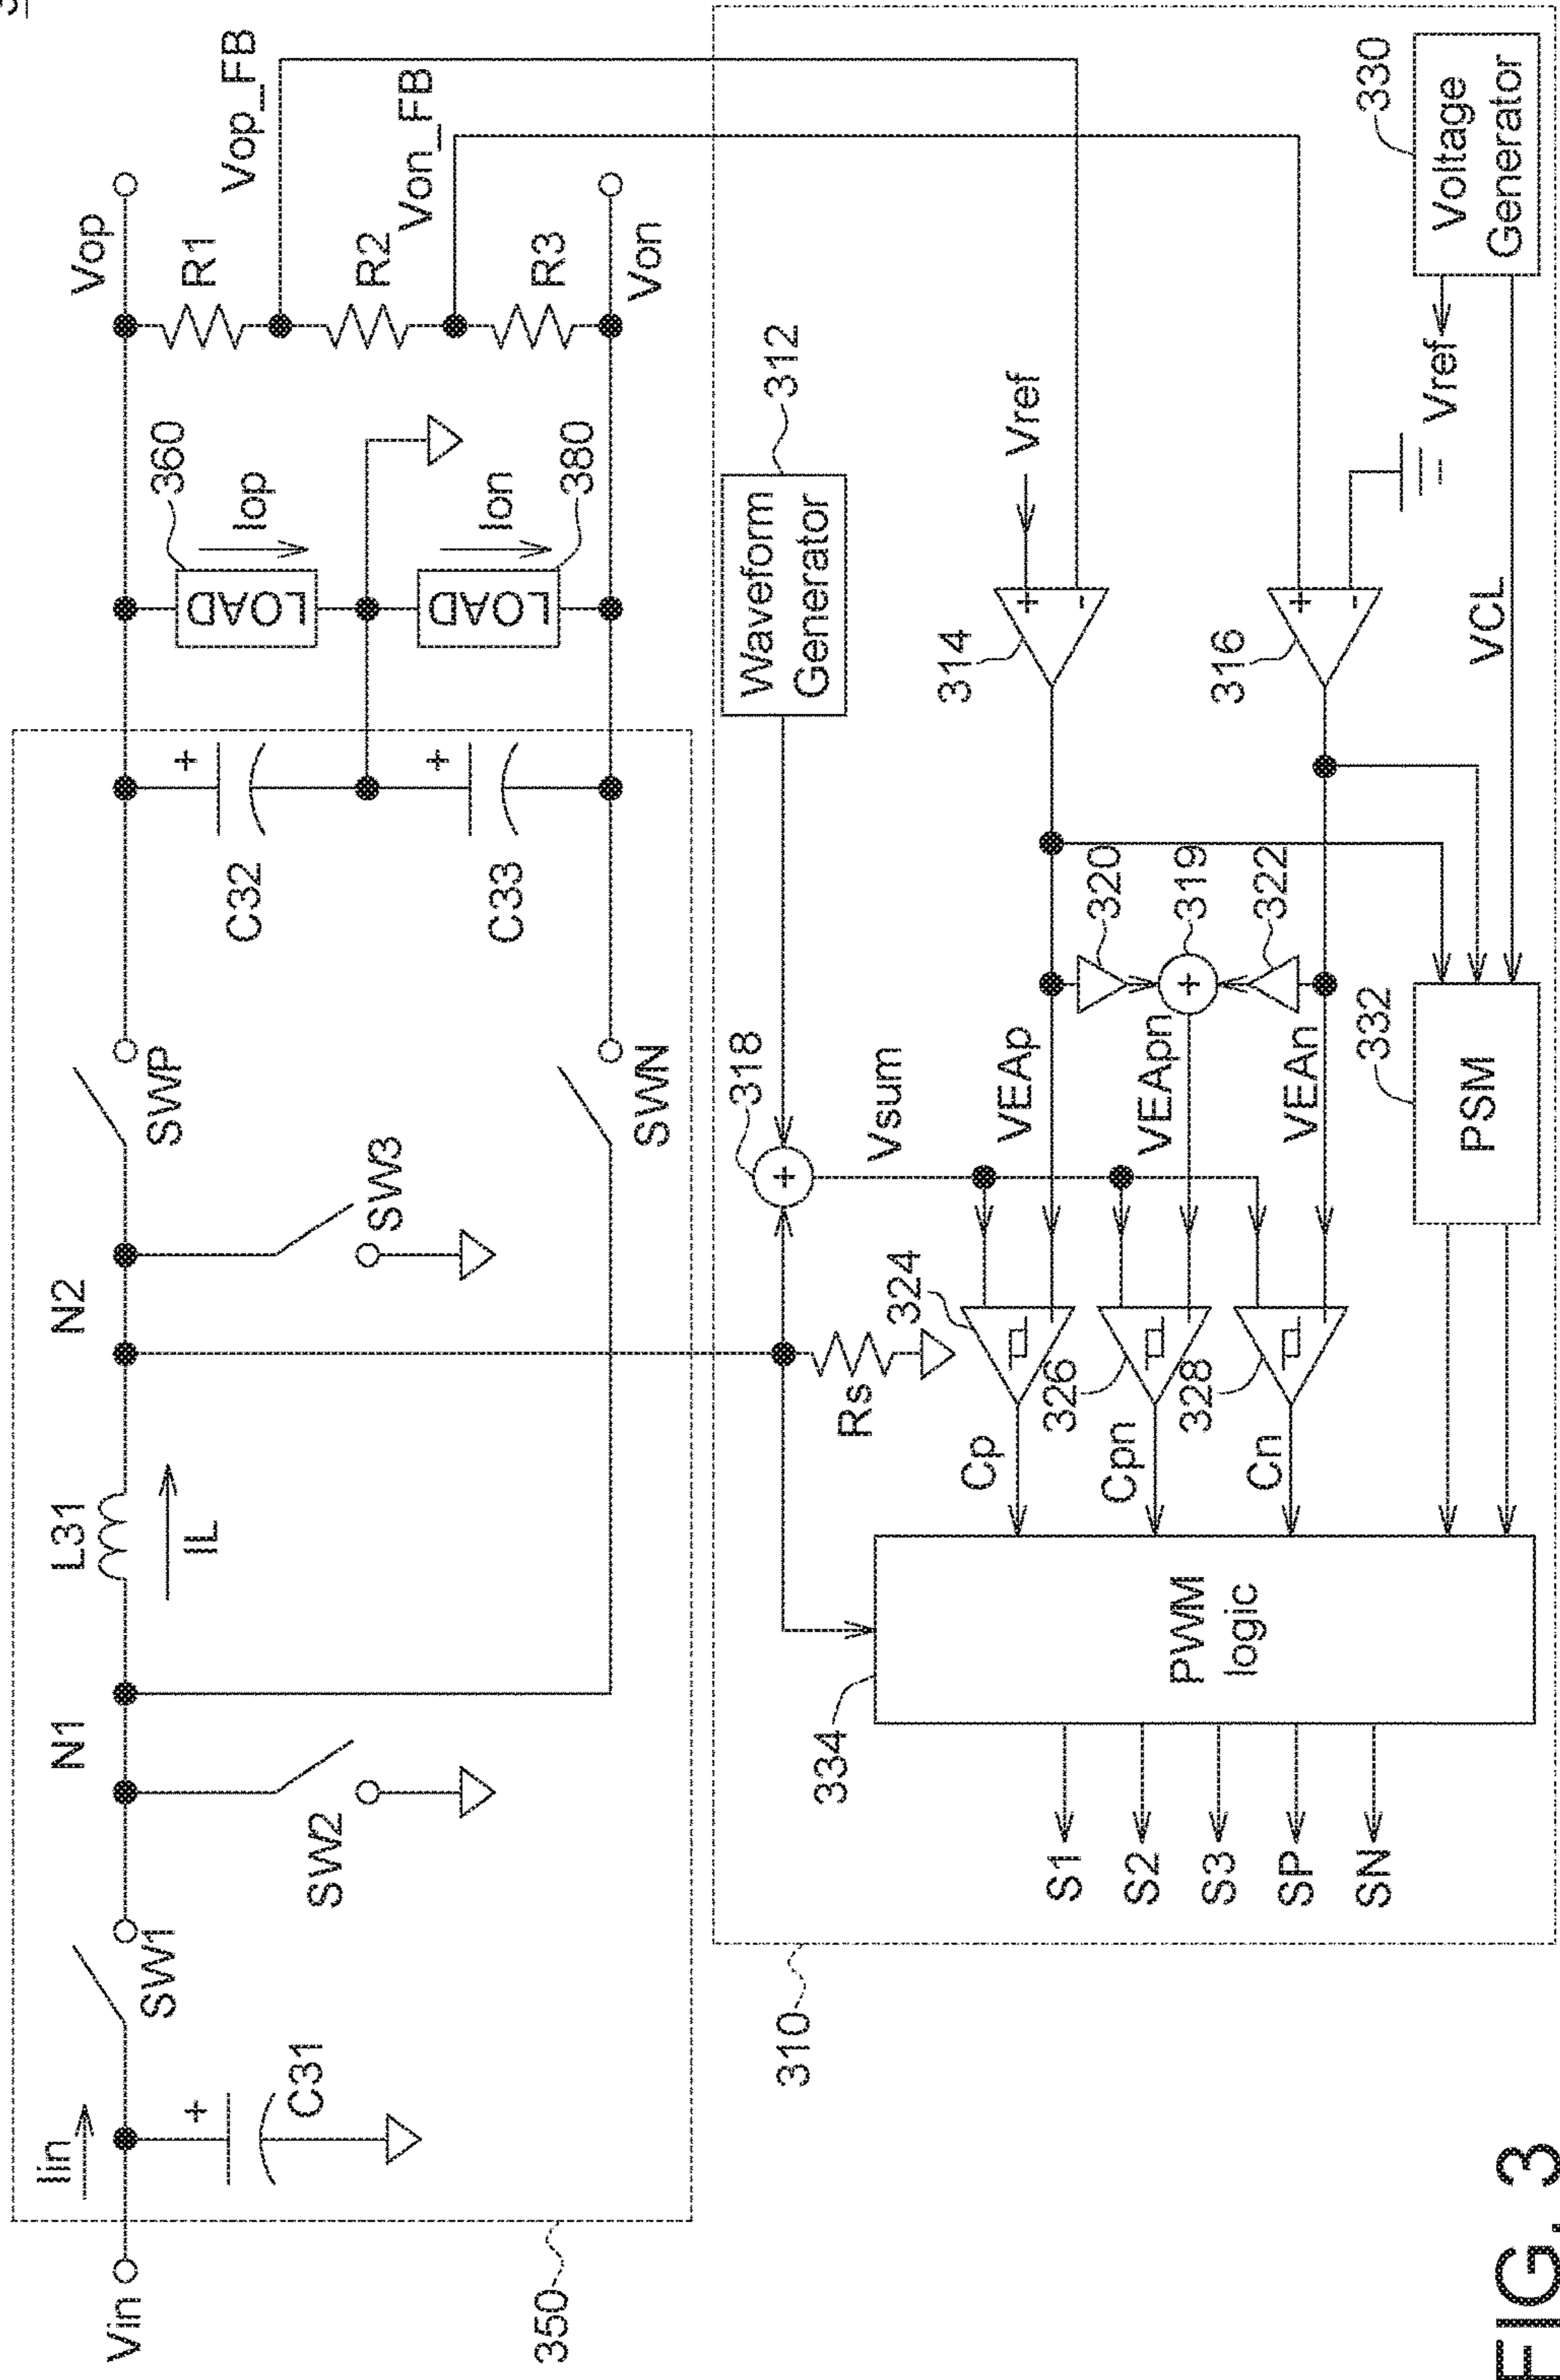 Vin
Iin
C31
SW1
SW2
N1
L31
IL
N2
SW3
SWP
SWN
C32
+
C33
+
+
360
LOAD
Iop
LOAD
Ion
380
Vop
R1
R2
R3
Von
Vop_FB
Von_FB
350
310
312
Waveform
Generator
318
+
Vsum
Rs
Vref
314
+
-
316
+
-
Vref
330
Voltage
Generator
VCL
320
319
+
322
VEAp
VEApn
VEAn
332
PSM
324
326
328
Cp
Cpn
Cn
334
PWM
logic
S1
S2
S3
SP
SN
FIG. 3